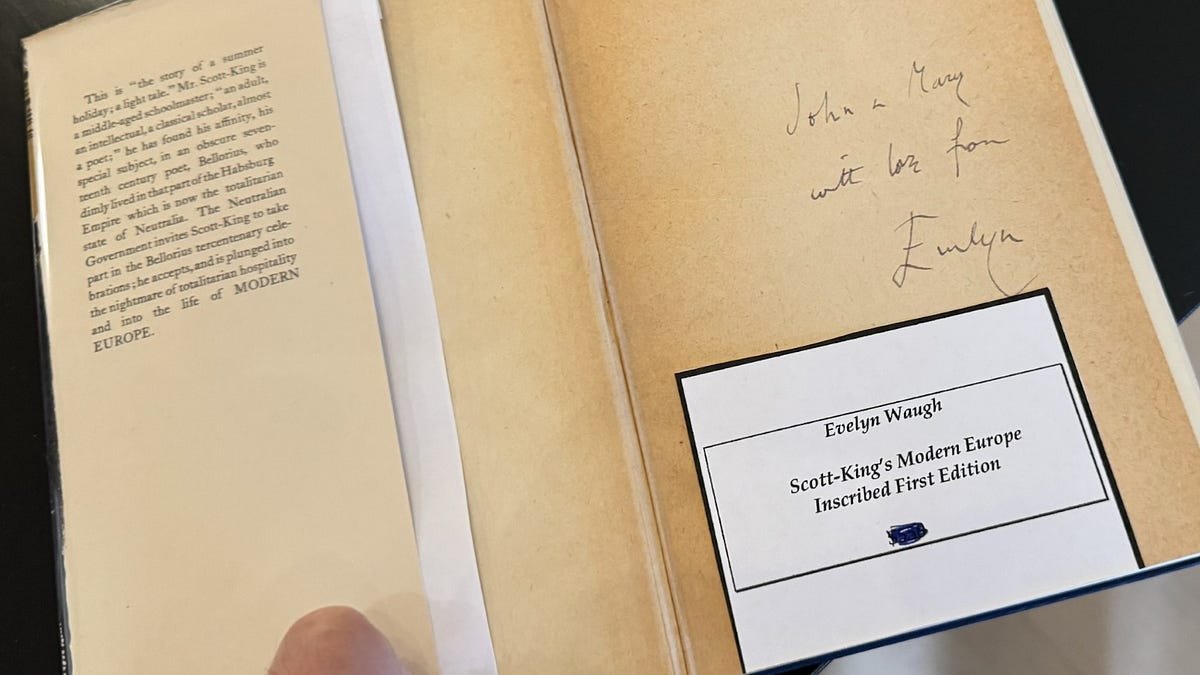 This is "the story of a summer
holiday; a light tale." Mr. Scott-King is
a middle-aged schoolmaster; "an adult,
an intellectual, a classical scholar, almost
a poet;" he has found his affinity, his
special subject, in an obscure seven-
teenth century poet, Bellorius, who
dimly lived in that part of the Habsburg
Empire which is now the totalitarian
state of Neutralia. The Neutralian
Government invites Scott-King to take
part in the Bellorius tercentenary cele-
brations; he accepts, and is plunged into
the nightmare of totalitarian hospitality
and into the life of MODERN
EUROPE.
John & Mary
with love from
Evelyn
Evelyn Waugh
Scott-King's Modern Europe
Inscribed First Edition